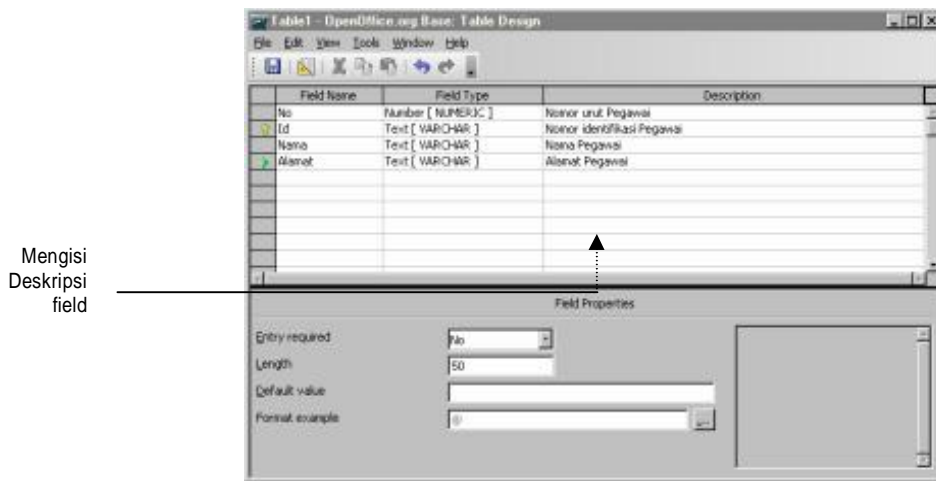 Table1 - OpenOffice.org Base: Table Design
File Edit View Tools Window Help
Field Name Field Type Description
No Number [ NUMERIC ] Nomor urut Pegawai
Id Text [ VARCHAR ] Nomor identifikasi Pegawai
Nama Text [ VARCHAR ] Nama Pegawai
Alamat Text [ VARCHAR ] Alamat Pegawai
Mengisi
Deskripsi
field
Field Properties
Entry required No
Length 50
Default value
Format example @ ...